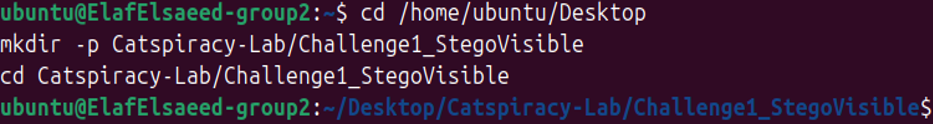 ubuntu@ElafElsaeed-group2:~$ cd /home/ubuntu/Desktop
mkdir -p Catspiracy-Lab/Challenge1_StegoVisible
cd Catspiracy-Lab/Challenge1_StegoVisible
ubuntu@ElafElsaeed-group2:~/Desktop/Catspiracy-Lab/Challenge1_StegoVisible$